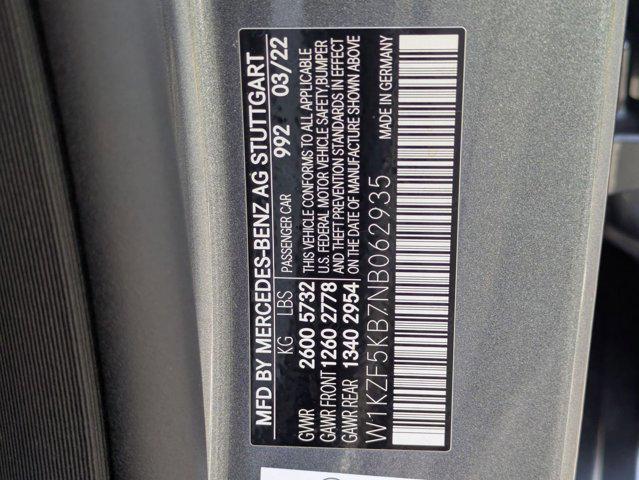 MFD BY MERCEDES-BENZ AG STUTTGART
KG LBS PASSENGER CAR 992 03/22
GVWR 2600 5732 THIS VEHICLE CONFORMS TO ALL APPLICABLE
GAWR FRONT 1260 2778 U.S. FEDERAL MOTOR VEHICLE SAFETY,BUMPER
AND THEFT PREVENTION STANDARDS IN EFFECT
GAWR REAR 1340 2954 ON THE DATE OF MANUFACTURE SHOWN ABOVE
W1KZF5KB7NB062935 MADE IN GERMANY